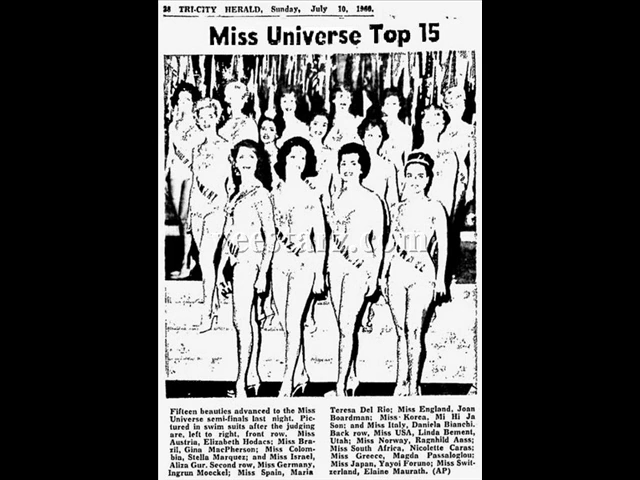 28 TRI-CITY HERALD, Sunday, July 10, 1960.
Miss Universe Top 15
ISRAEL
Fifteen beauties advanced to the Miss
Universe semi-finals last night. Pic-
tured in swim suits after the judging
are, left to right, front row. Miss
Austria, Elizabeth Hodacs; Miss Bra-
zil, Gina MacPherson; Miss Colom-
bia, Stella Marquez; and Miss Israel,
Aliza Gur. Second row, Miss Germany,
Ingrun Moeckel; Miss Spain, Maria
Teresa Del Rio; Miss England, Joan
Boardman; Miss Korea, Mi Hi Ja
Son; and Miss Italy, Daniela Bianchi.
Back row, Miss USA, Linda Bement,
Utah; Miss Norway, Ragnhild Aass;
Miss South Africa, Nicolette Caras;
Miss Greece, Magda Passaloglou;
Miss Japan, Yayoi Foruno; Miss Swit-
zerland, Elaine Maurath. (AP)